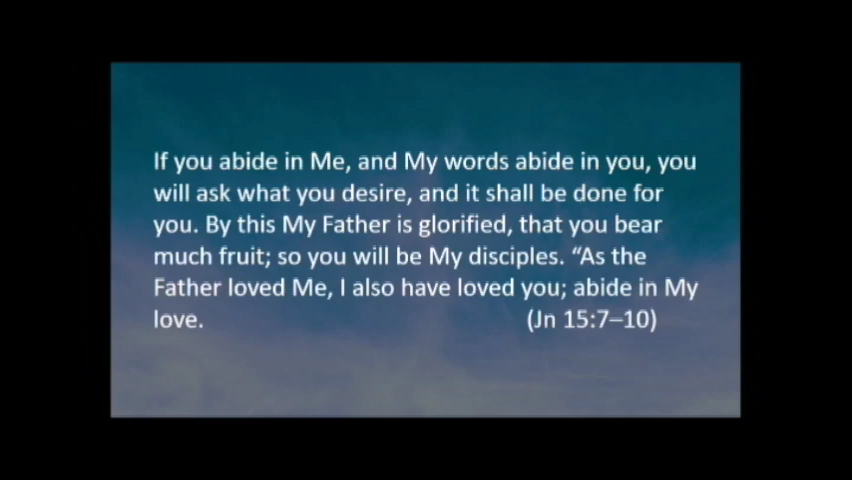 If you abide in Me, and My words abide in you, you
will ask what you desire, and it shall be done for
you. By this My Father is glorified, that you bear
much fruit; so you will be My disciples. “As the
Father loved Me, I also have loved you; abide in My
love. (Jn 15:7–10)